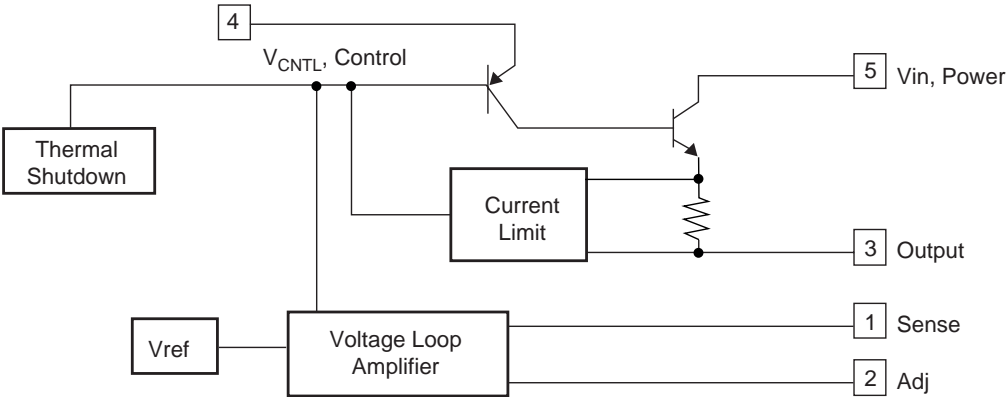 4
V_CNTL, Control
5 Vin, Power
Thermal
Shutdown
Current
Limit
3 Output
1 Sense
Vref
Voltage Loop
Amplifier
2 Adj